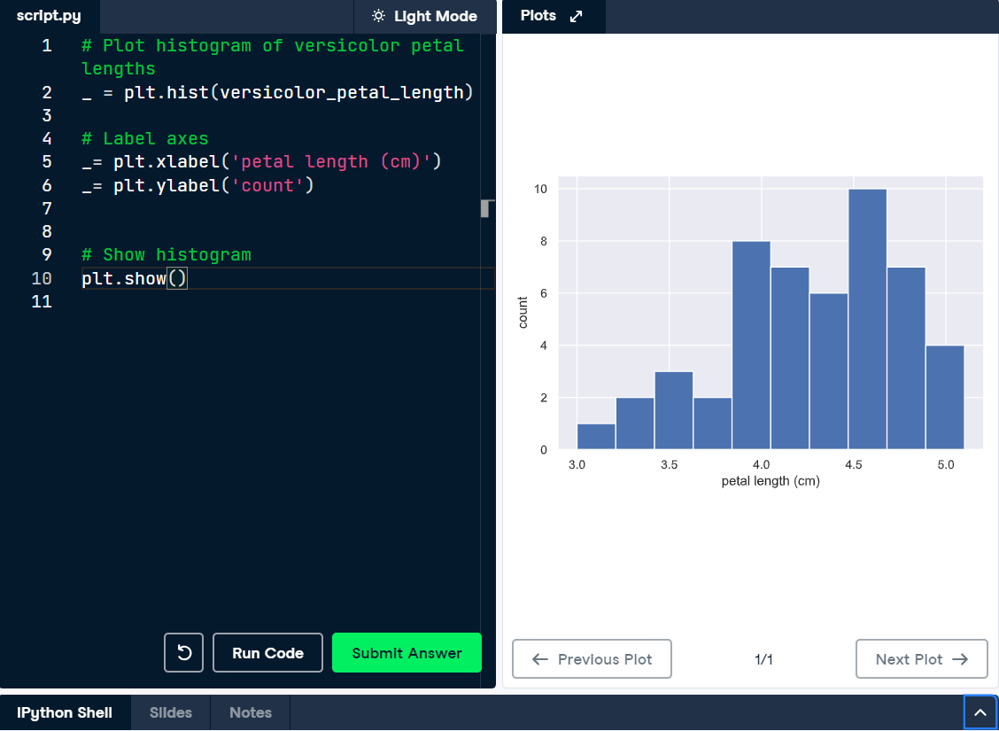 script.py
Light Mode
1 # Plot histogram of versicolor petal
lengths
2 _ = plt.hist(versicolor_petal_length)
3
4 # Label axes
5 _= plt.xlabel('petal length (cm)')
6 _= plt.ylabel('count')
7
8
9 # Show histogram
10 plt.show()
11
Run Code
Submit Answer
Plots
10
8
6
4
2
0
count
3.0 3.5 4.0 4.5 5.0
petal length (cm)
Previous Plot
1/1
Next Plot
IPython Shell
Slides
Notes